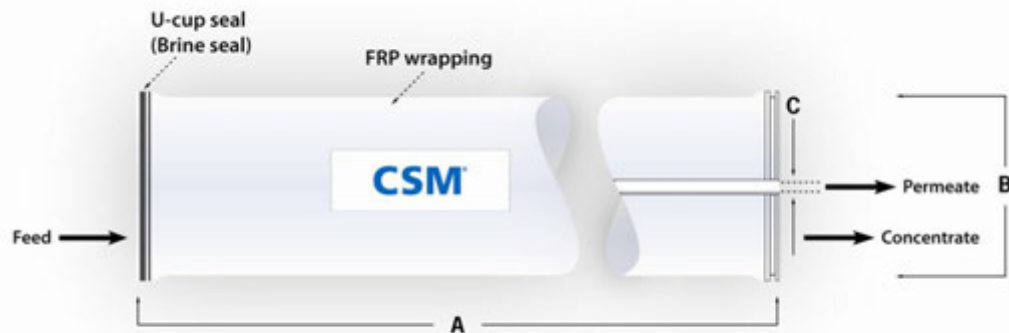 U-cup seal
(Brine seal)
FRP wrapping
C
CSM®
Permeate
B
Feed
Concentrate
A